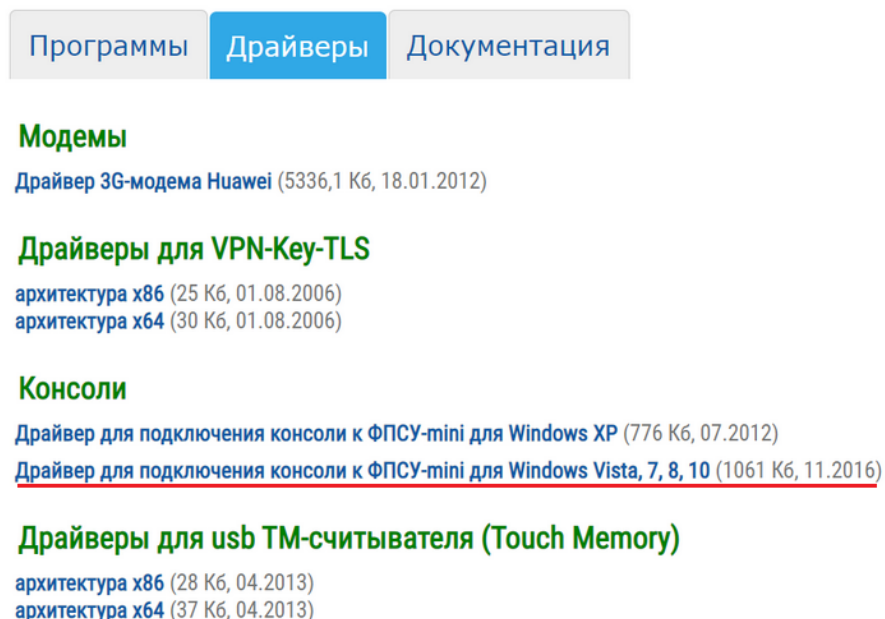 Программы Драйверы Документация
Модемы
Драйвер 3G-модема Huawei (5336,1 Кб, 18.01.2012)
Драйверы для VPN-Key-TLS
архитектура x86 (25 Кб, 01.08.2006)
архитектура x64 (30 Кб, 01.08.2006)
Консоли
Драйвер для подключения консоли к ФПСУ-mini для Windows XP (776 Кб, 07.2012)
Драйвер для подключения консоли к ФПСУ-mini для Windows Vista, 7, 8, 10 (1061 Кб, 11.2016)
Драйверы для usb ТМ-считывателя (Touch Memory)
архитектура x86 (28 Кб, 04.2013)
архитектура x64 (37 Кб, 04.2013)